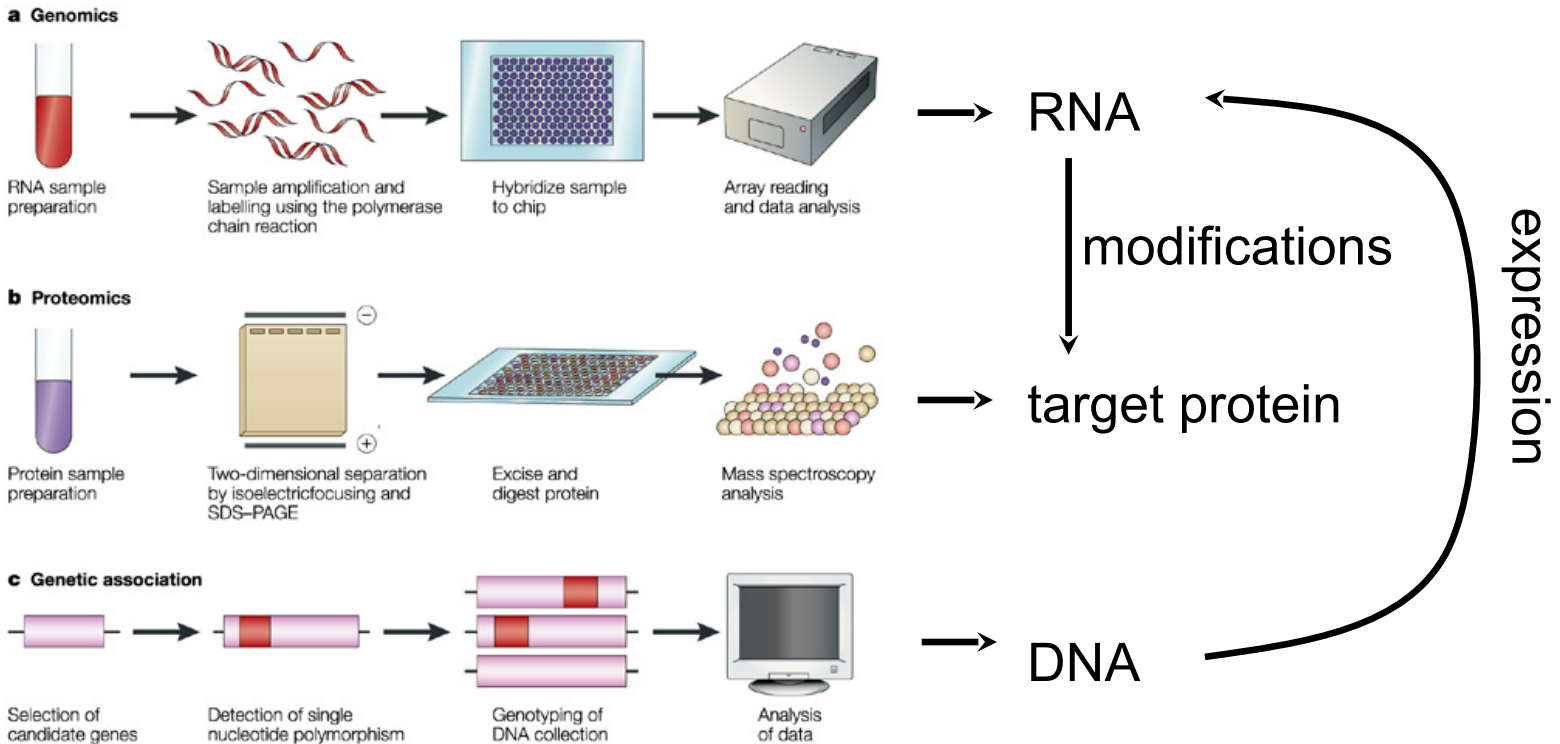 a Genomics
RNA sample
preparation
Sample amplification and
labelling using the polymerase
chain reaction
Hybridize sample
to chip
Array reading
and data analysis
RNA
modifications
expression
b Proteomics
−
+
Protein sample
preparation
Two-dimensional separation
by isoelectricfocusing and
SDS–PAGE
Excise and
digest protein
Mass spectroscopy
analysis
target protein
c Genetic association
Selection of
candidate genes
Detection of single
nucleotide polymorphism
Genotyping of
DNA collection
Analysis
of data
DNA